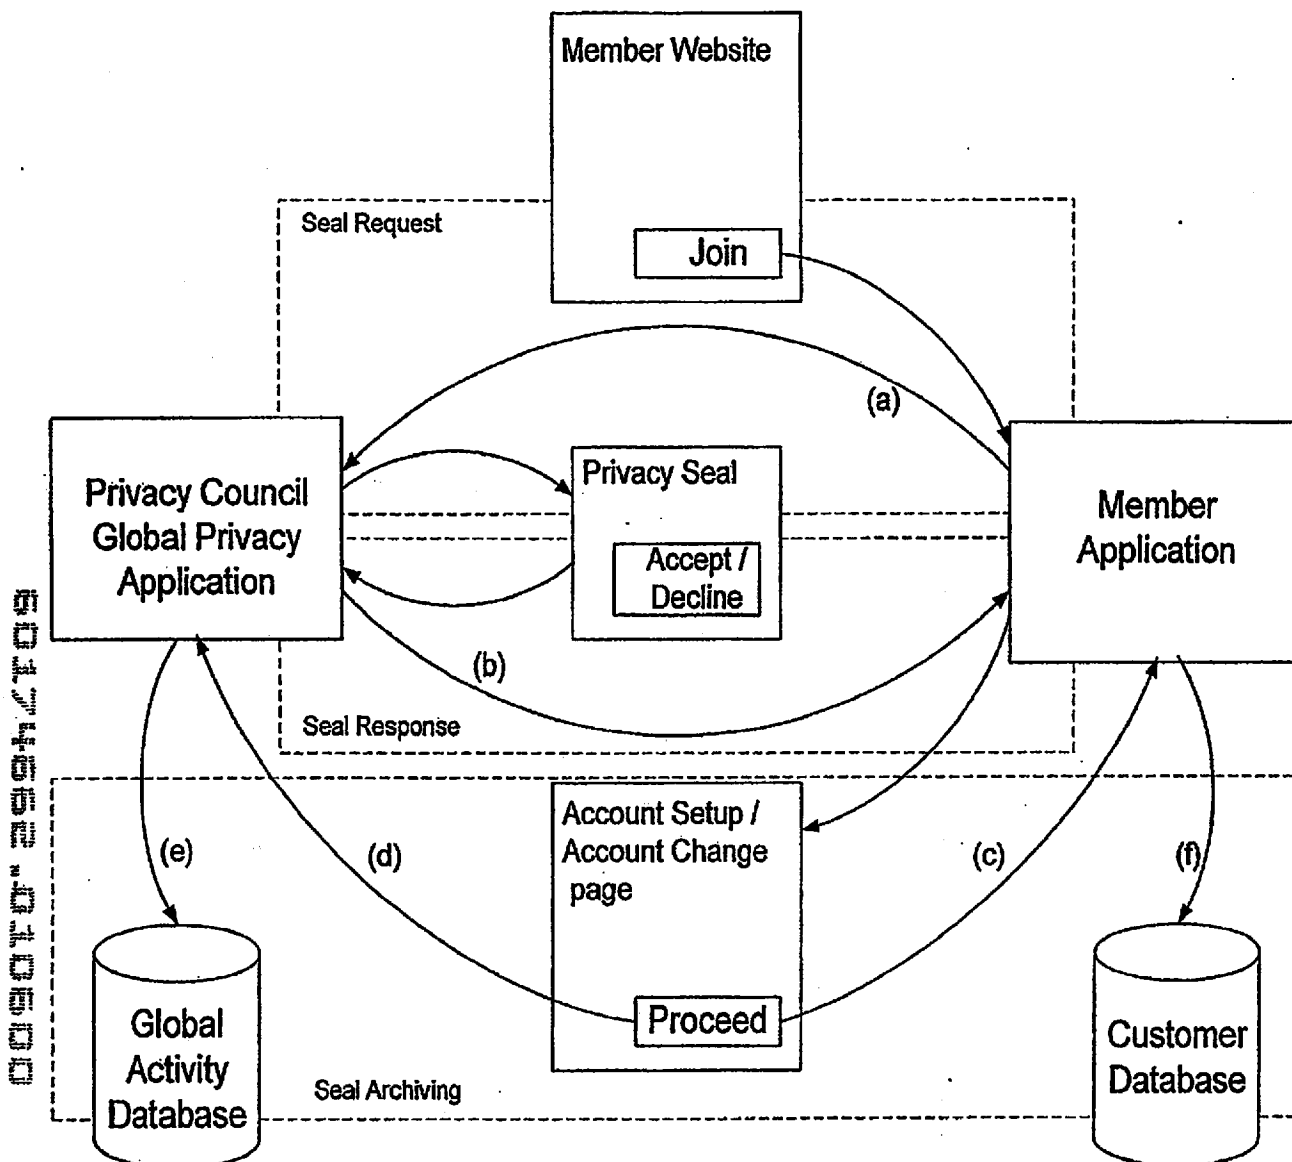 Member Website
Seal Request
Join
(a)
Privacy Council
Global Privacy
Application
Privacy Seal
Accept /
Decline
Member
Application
(b)
Seal Response
Account Setup /
Account Change
page
(e)
(d)
(c)
(f)
Proceed
Global
Activity
Database
Customer
Database
Seal Archiving